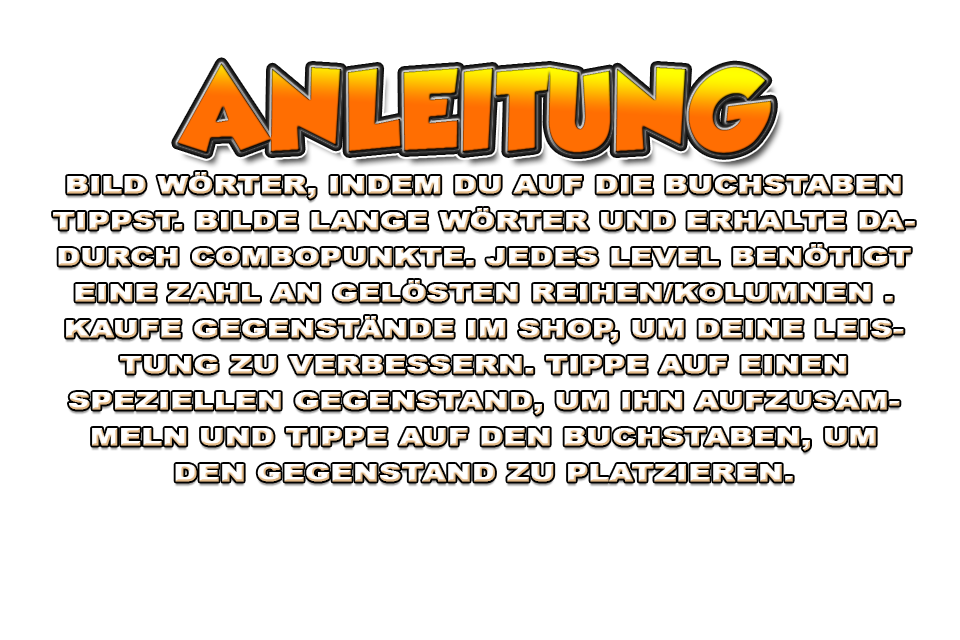 ANLEITUNG
BILD WÖRTER, INDEM DU AUF DIE BUCHSTABEN
TIPPST. BILDE LANGE WÖRTER UND ERHALTE DA-
DURCH COMBOPUNKTE. JEDES LEVEL BENÖTIGT
EINE ZAHL AN GELÖSTEN REIHEN/KOLUMNEN .
KAUFE GEGENSTÄNDE IM SHOP, UM DEINE LEIS-
TUNG ZU VERBESSERN. TIPPE AUF EINEN
SPEZIELLEN GEGENSTAND, UM IHN AUFZUSAM-
MELN UND TIPPE AUF DEN BUCHSTABEN, UM
DEN GEGENSTAND ZU PLATZIEREN.